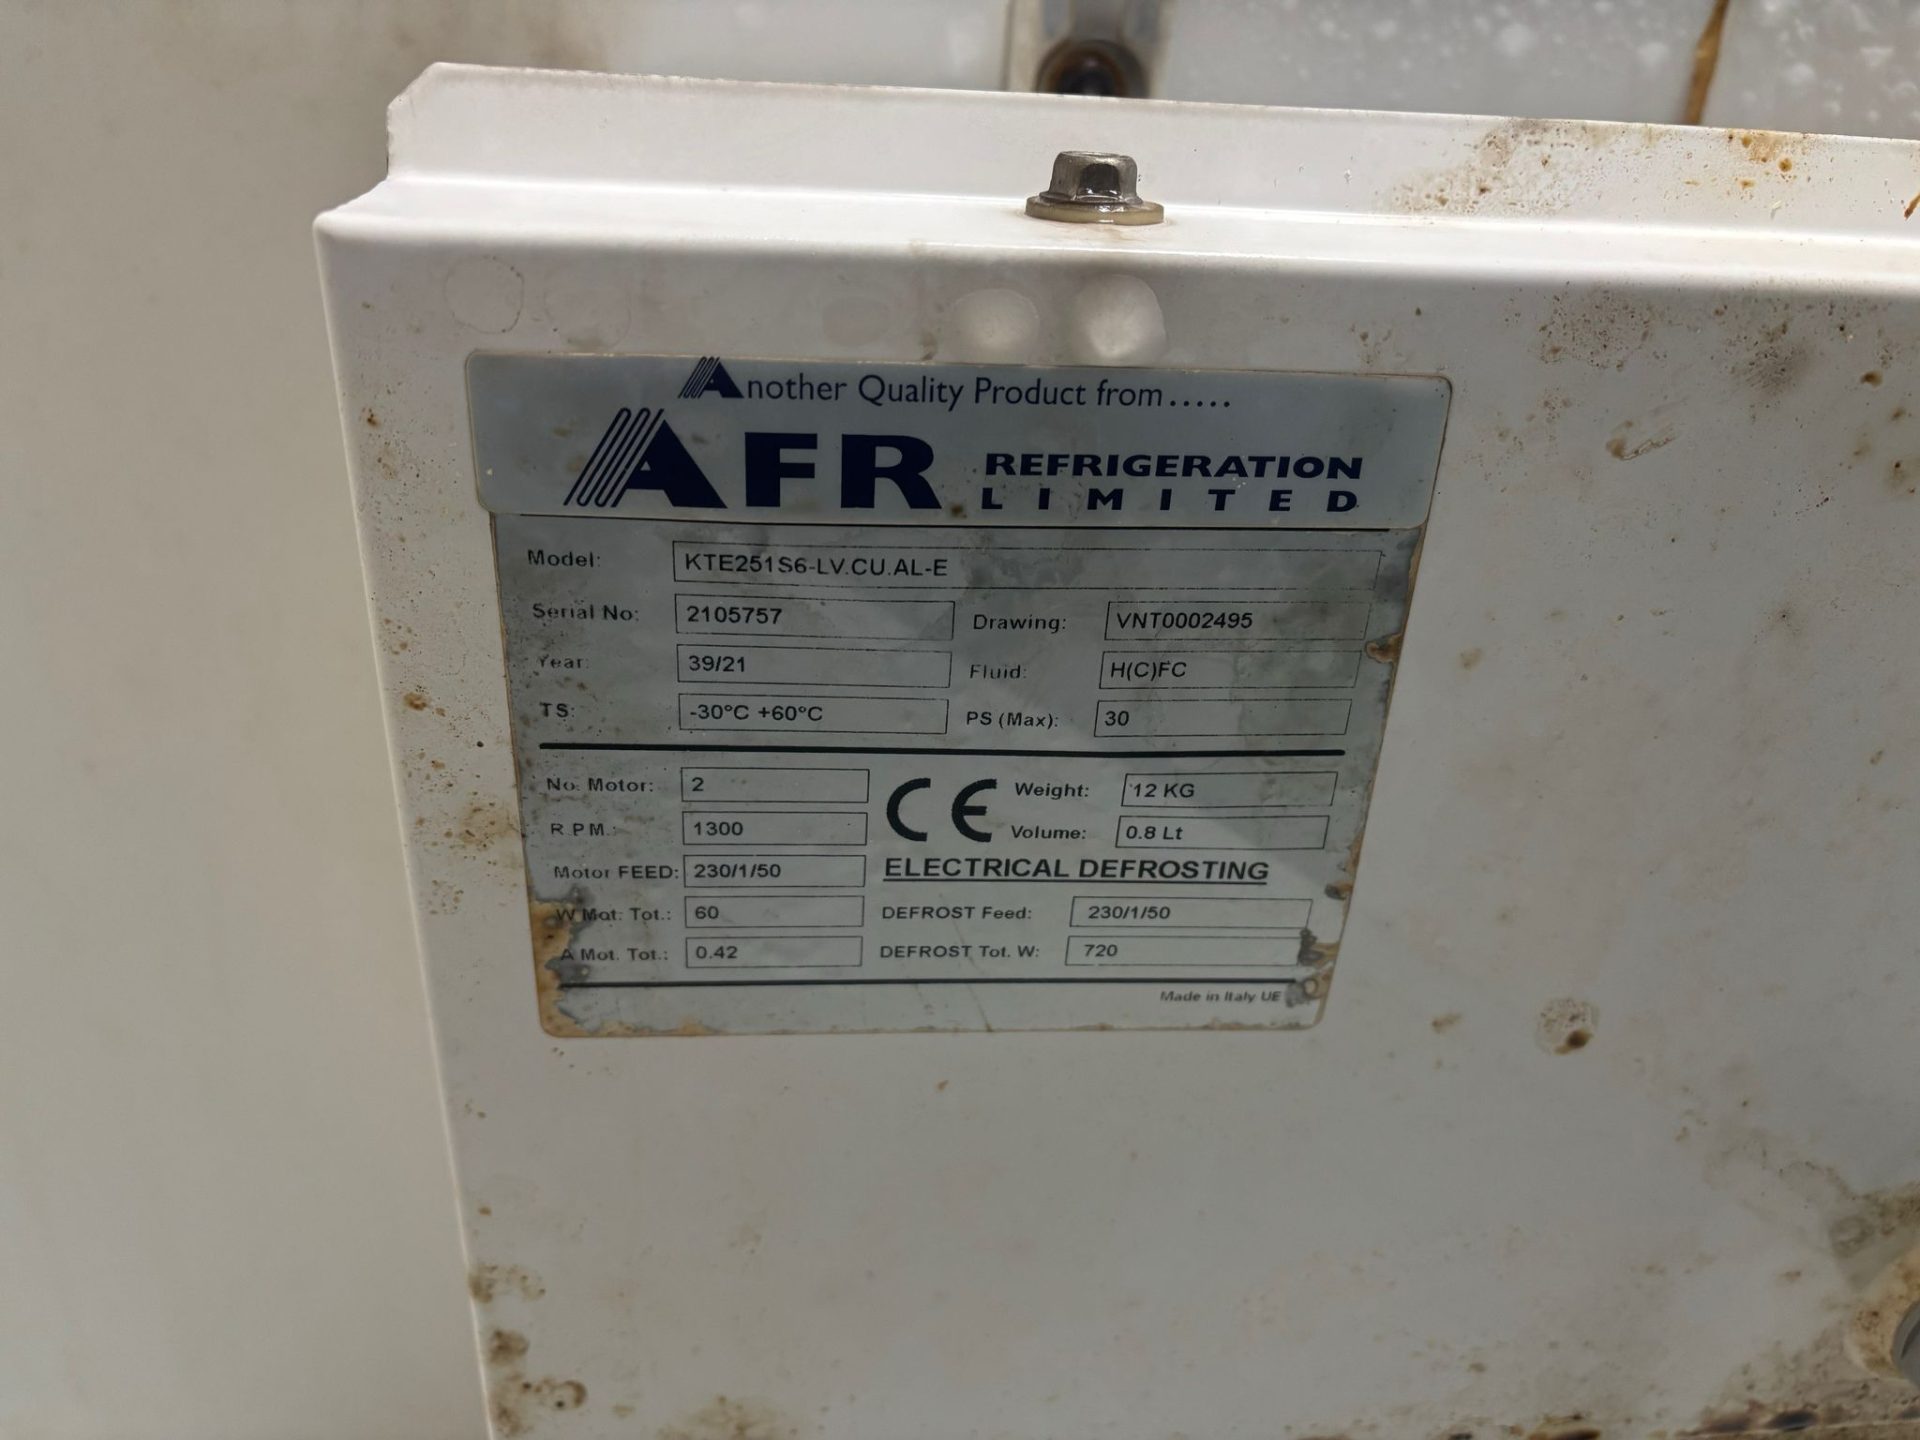 Another Quality Product from.....
AFR REFRIGERATION LIMITED
Model: KTE251S6-LV.CU.AL-E
Serial No: 2105757 Drawing: VNT0002495
Year: 39/21 Fluid: H(C)FC
TS: -30°C +60°C PS (Max): 30
No. Motor: 2 CE Weight: 12 KG
R.P.M.: 1300 Volume: 0.8 Lt
Motor FEED: 230/1/50 ELECTRICAL DEFROSTING
W Mot. Tot.: 60 DEFROST Feed: 230/1/50
A Mot. Tot.: 0.42 DEFROST Tot. W: 720
Made in Italy UE